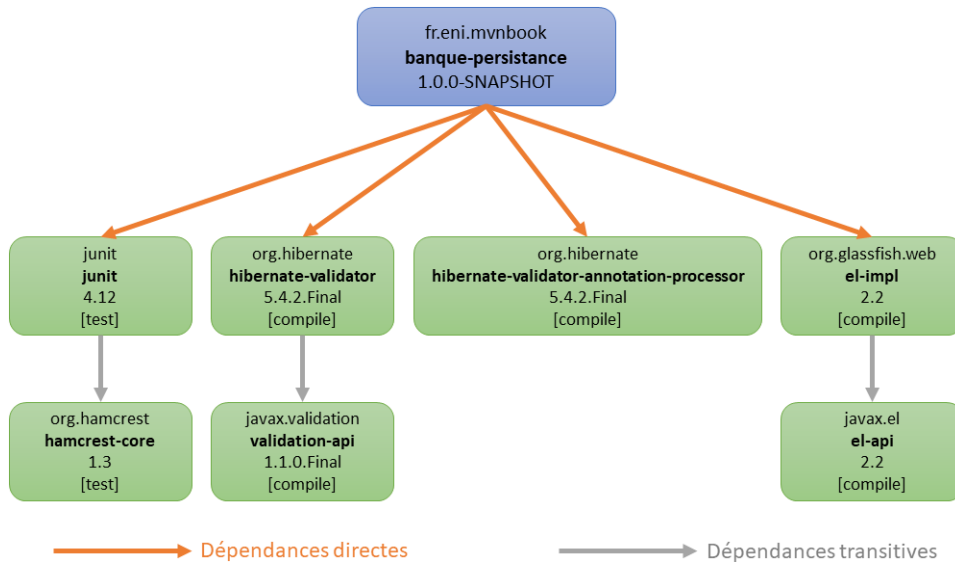 fr.eni.mvnbook
banque-persistance
1.0.0-SNAPSHOT
junit
junit
4.12
[test]
org.hibernate
hibernate-validator
5.4.2.Final
[compile]
org.hibernate
hibernate-validator-annotation-processor
5.4.2.Final
[compile]
org.glassfish.web
el-impl
2.2
[compile]
org.hamcrest
hamcrest-core
1.3
[test]
javax.validation
validation-api
1.1.0.Final
[compile]
javax.el
el-api
2.2
[compile]
Dépendances directes
Dépendances transitives